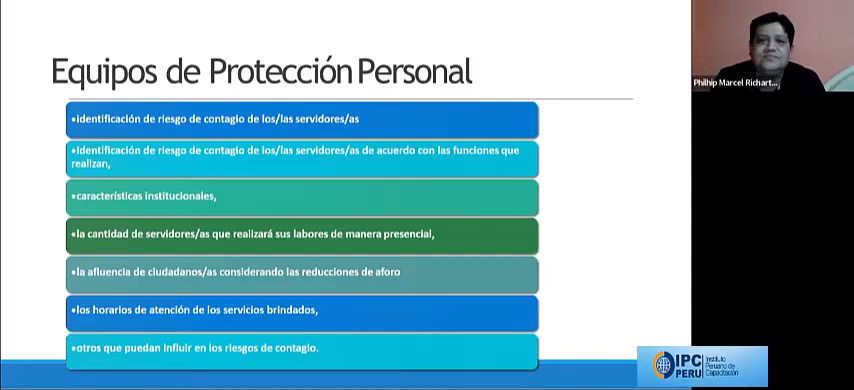 Equipos de Protección Personal
•identificación de riesgo de contagio de los/las servidores/as
•identificación de riesgo de contagio de los/las servidores/as de acuerdo con las funciones que
realizan,
•características institucionales,
•la cantidad de servidores/as que realizará sus labores de manera presencial,
•la afluencia de ciudadanos/as considerando las reducciones de aforo
•los horarios de atención de los servicios brindados,
•otros que puedan influir en los riesgos de contagio.
Philhip Marcel Richart...
IPC
PERU
Instituto
Peruano de
Capacitación